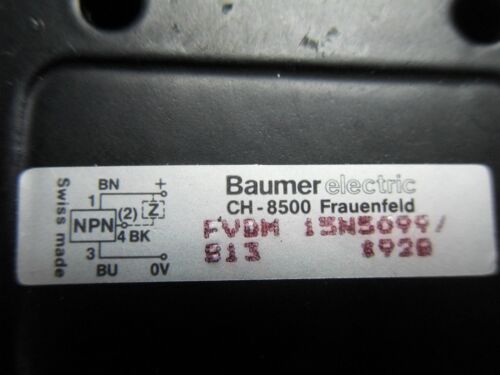 Swiss made
BN +
1
NPN (2) Z
4 BK
3
BU 0V
Baumer electric
CH-8500 Frauenfeld
FVDM 15N5099/
813 8928